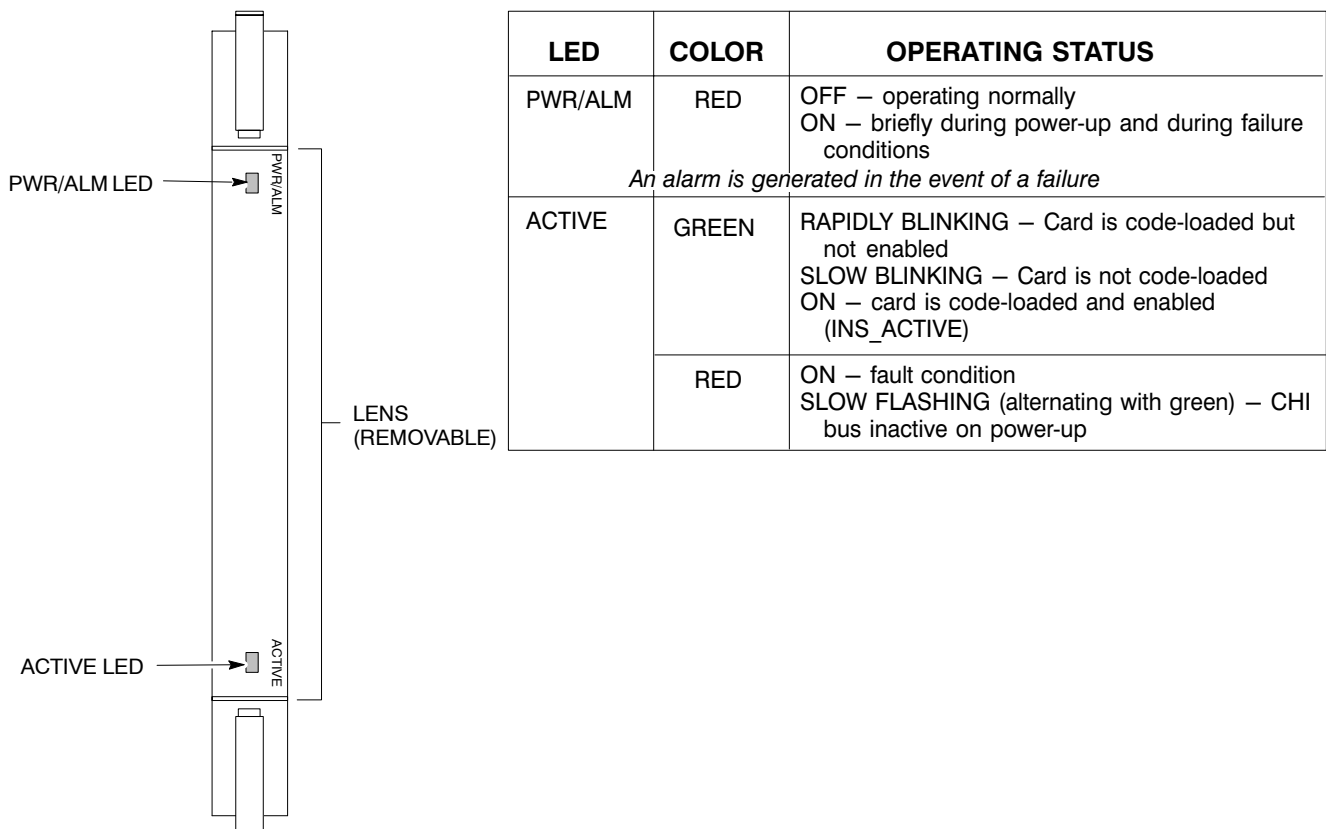 PWR/ALM LED
PWR/ALM
LENS
(REMOVABLE)
ACTIVE LED
ACTIVE
LED COLOR OPERATING STATUS
PWR/ALM RED OFF – operating normally
ON – briefly during power-up and during failure
conditions
An alarm is generated in the event of a failure
ACTIVE GREEN RAPIDLY BLINKING – Card is code-loaded but
not enabled
SLOW BLINKING – Card is not code-loaded
ON – card is code-loaded and enabled
(INS_ACTIVE)
RED ON – fault condition
SLOW FLASHING (alternating with green) – CHI
bus inactive on power-up